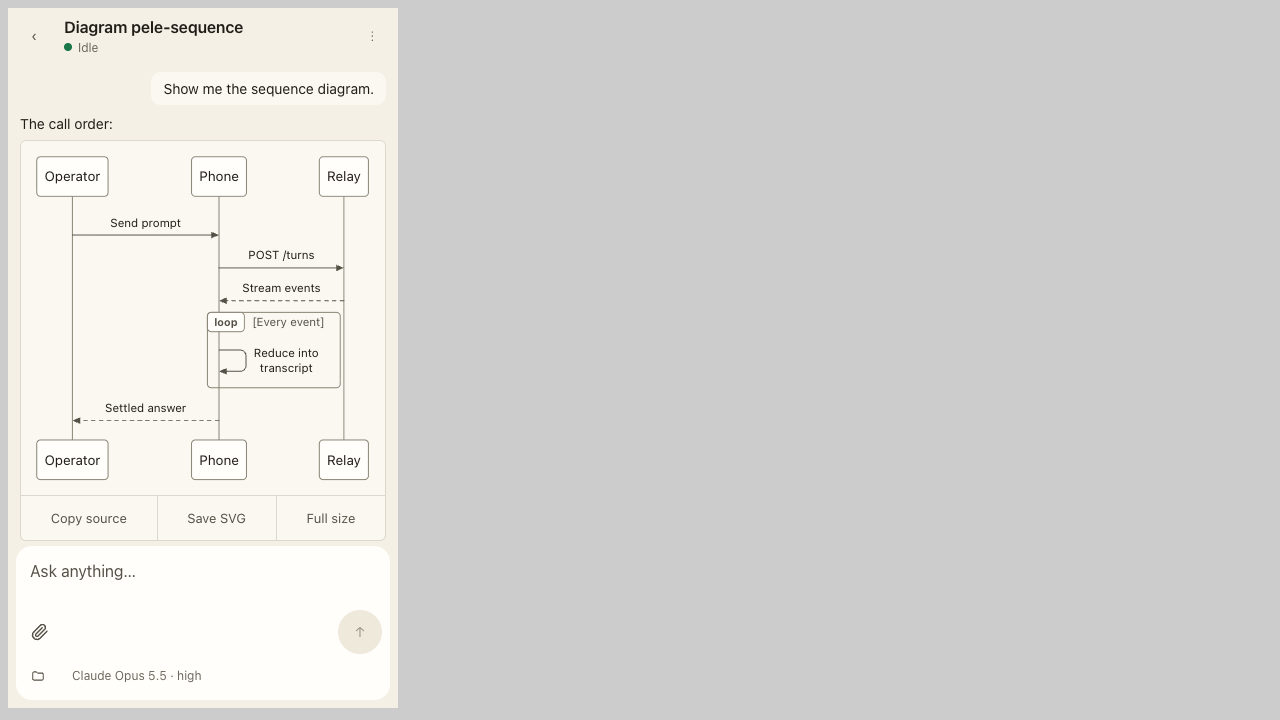 Diagram pele-sequence
Idle
Show me the sequence diagram.
The call order:
Operator
Phone
Relay
Send prompt
POST /turns
Stream events
loop
[Every event]
Reduce into
transcript
Settled answer
Operator
Phone
Relay
Copy source
Save SVG
Full size
Ask anything...
Claude Opus 5.5 · high